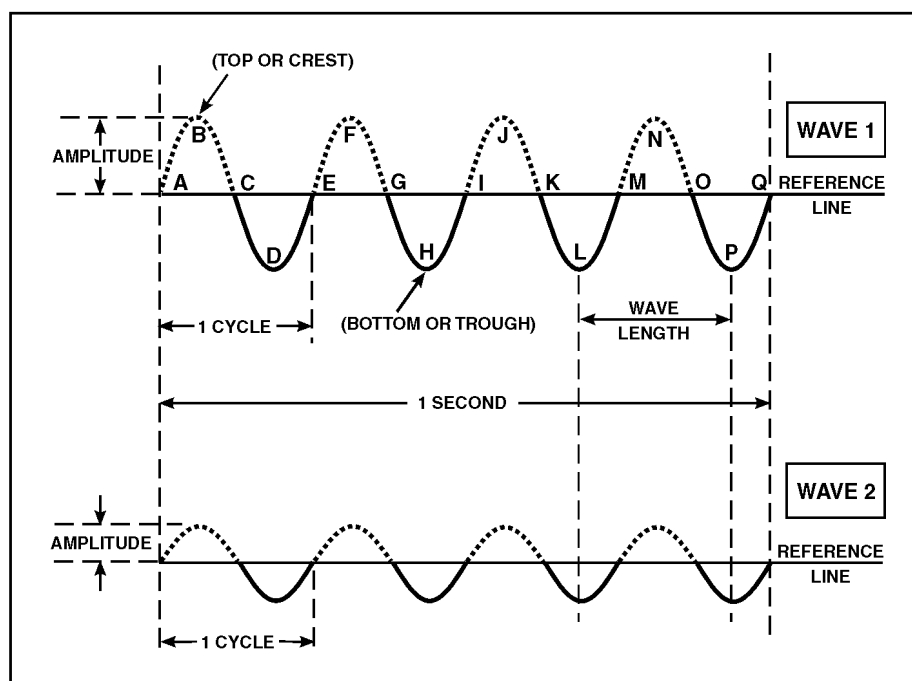 (TOP OR CREST)
WAVE 1
AMPLITUDE
B F J N
A C E G I K M O Q
REFERENCE
LINE
D H L P
1 CYCLE
(BOTTOM OR TROUGH)
WAVE
LENGTH
1 SECOND
WAVE 2
AMPLITUDE
REFERENCE
LINE
1 CYCLE